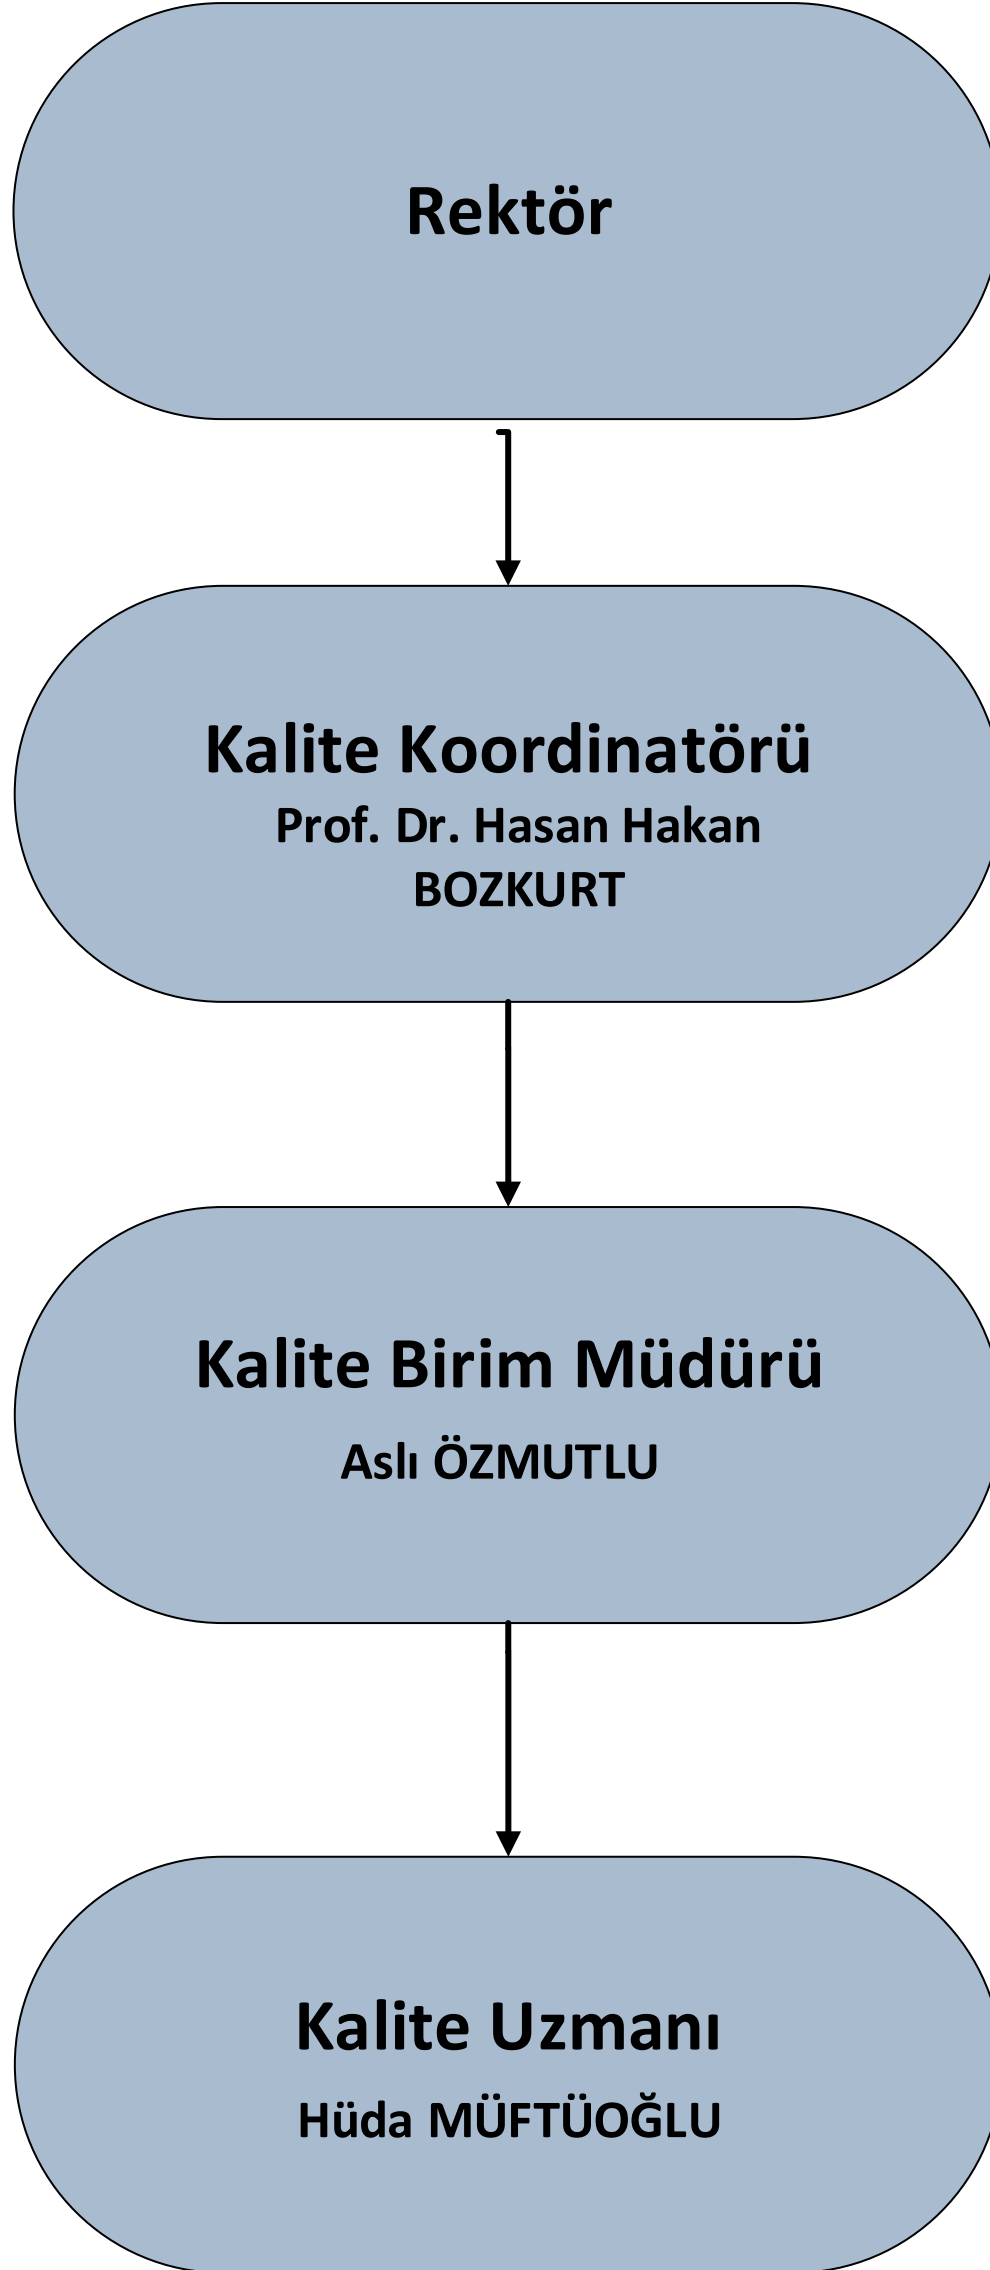 Rektör
Kalite Koordinatörü
Prof. Dr. Hasan Hakan
BOZKURT
Kalite Birim Müdürü
Aslı ÖZMUTLU
Kalite Uzmanı
Hüda MÜFTÜOĞLU